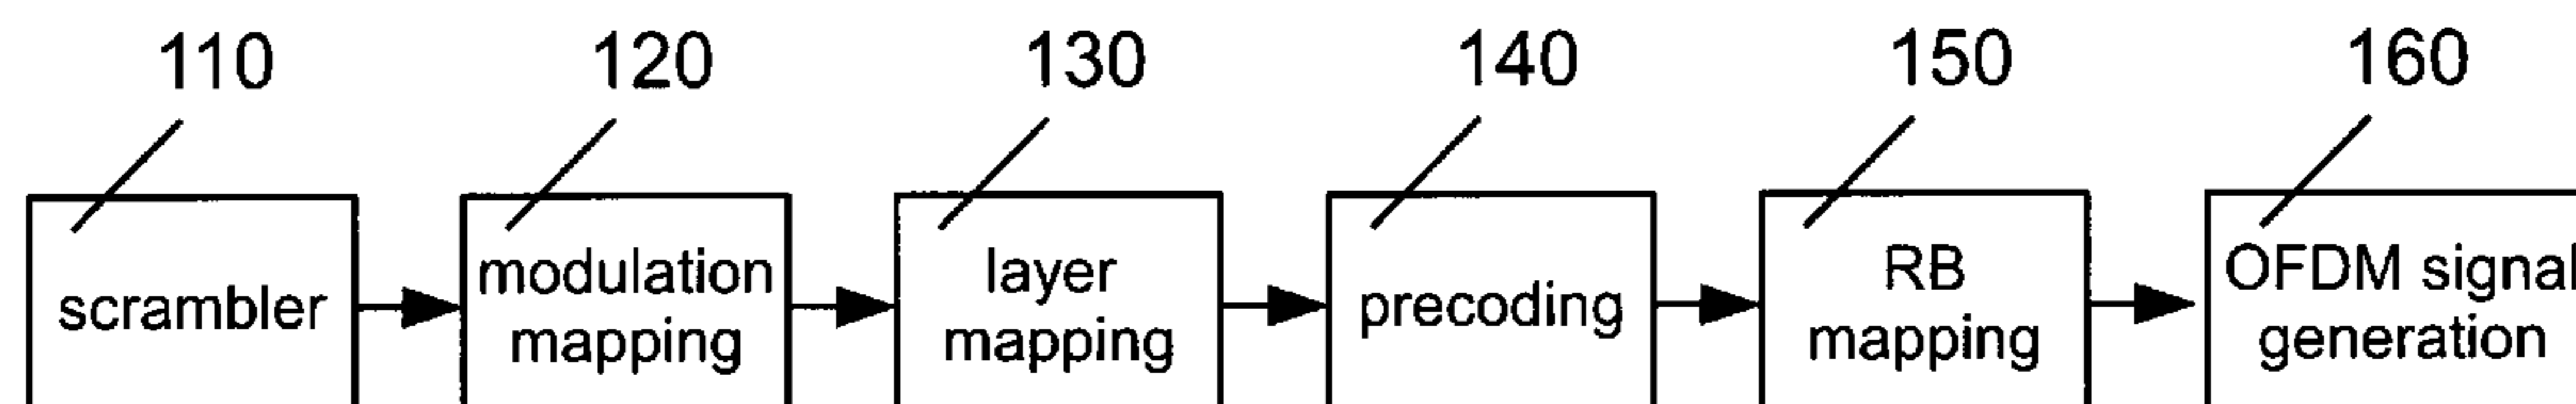 110
120
130
140
150
160
scrambler
modulation
mapping
layer
mapping
precoding
RB
mapping
OFDM signal
generation